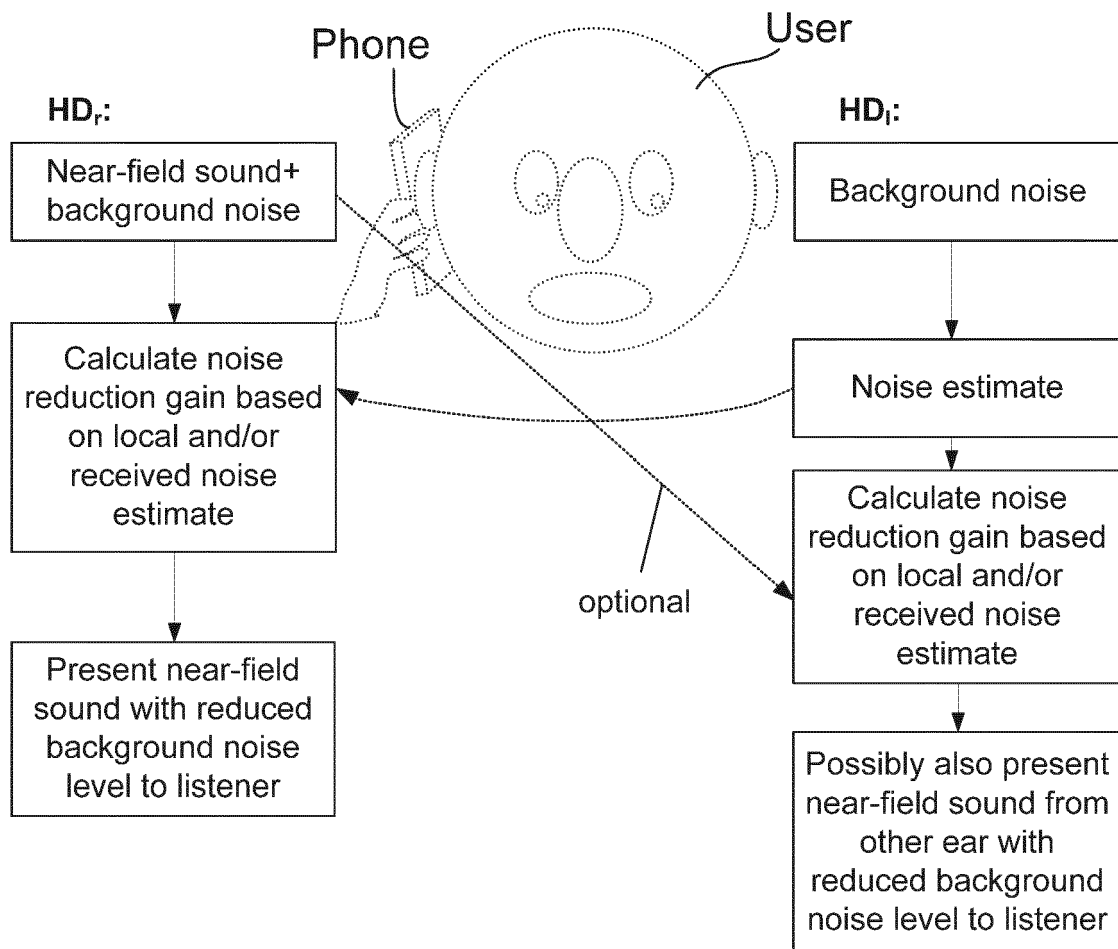 Phone
User
HDr:
Near-field sound+
background noise
Calculate noise
reduction gain based
on local and/or
received noise
estimate
Present near-field
sound with reduced
background noise
level to listener
optional
HDl:
Background noise
Noise estimate
Calculate noise
reduction gain based
on local and/or
received noise
estimate
Possibly also present
near-field sound from
other ear with
reduced background
noise level to listener